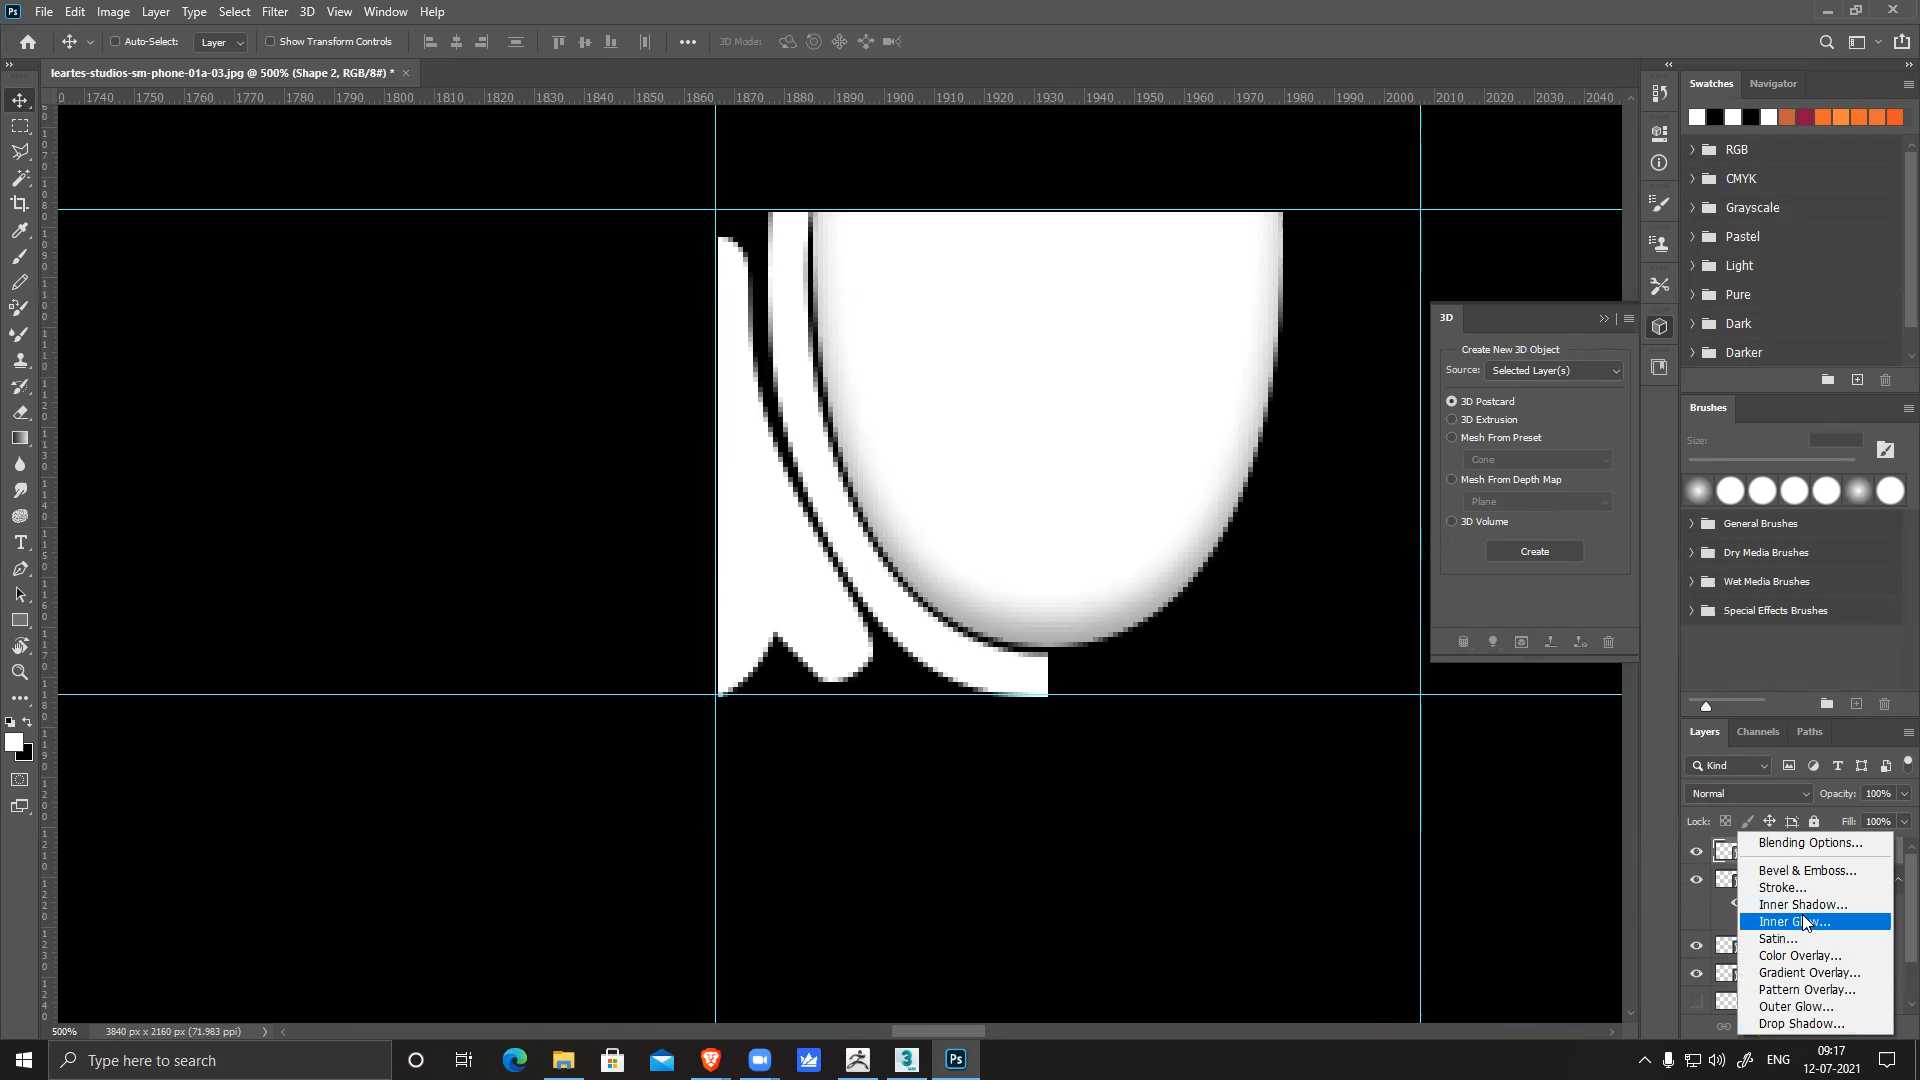 Ps File Edit Image Layer Type Select Filter 3D View Window Help
Auto-Select: Layer Show Transform Controls 3D Mode:
leartes-studios-sm-phone-01a-03.jpg @ 500% (Shape 2, RGB/8#) *
1740 1750 1760 1770 1780 1790 1800 1810 1820 1830 1840 1850 1860 1870 1880 1890 1900 1910 1920 1930 1940 1950 1960 1970 1980 1990 2000 2010 2020 2030 2040
Swatches Navigator
RGB
CMYK
Grayscale
Pastel
Light
Pure
Dark
Darker
3D
Create New 3D Object
Source: Selected Layer(s)
3D Postcard
3D Extrusion
Mesh From Preset
Cone
Mesh From Depth Map
Plane
3D Volume
Create
Brushes
Size:
General Brushes
Dry Media Brushes
Wet Media Brushes
Special Effects Brushes
Layers Channels Paths
Kind
Normal Opacity: 100%
Lock: Fill: 100%
Blending Options...
Bevel & Emboss...
Stroke...
Inner Shadow...
Inner Glow...
Satin...
Color Overlay...
Gradient Overlay...
Pattern Overlay...
Outer Glow...
Drop Shadow...
500% 3840 px x 2160 px (71.983 ppi)
Type here to search
Ps
ENG
09:17
12-07-2021